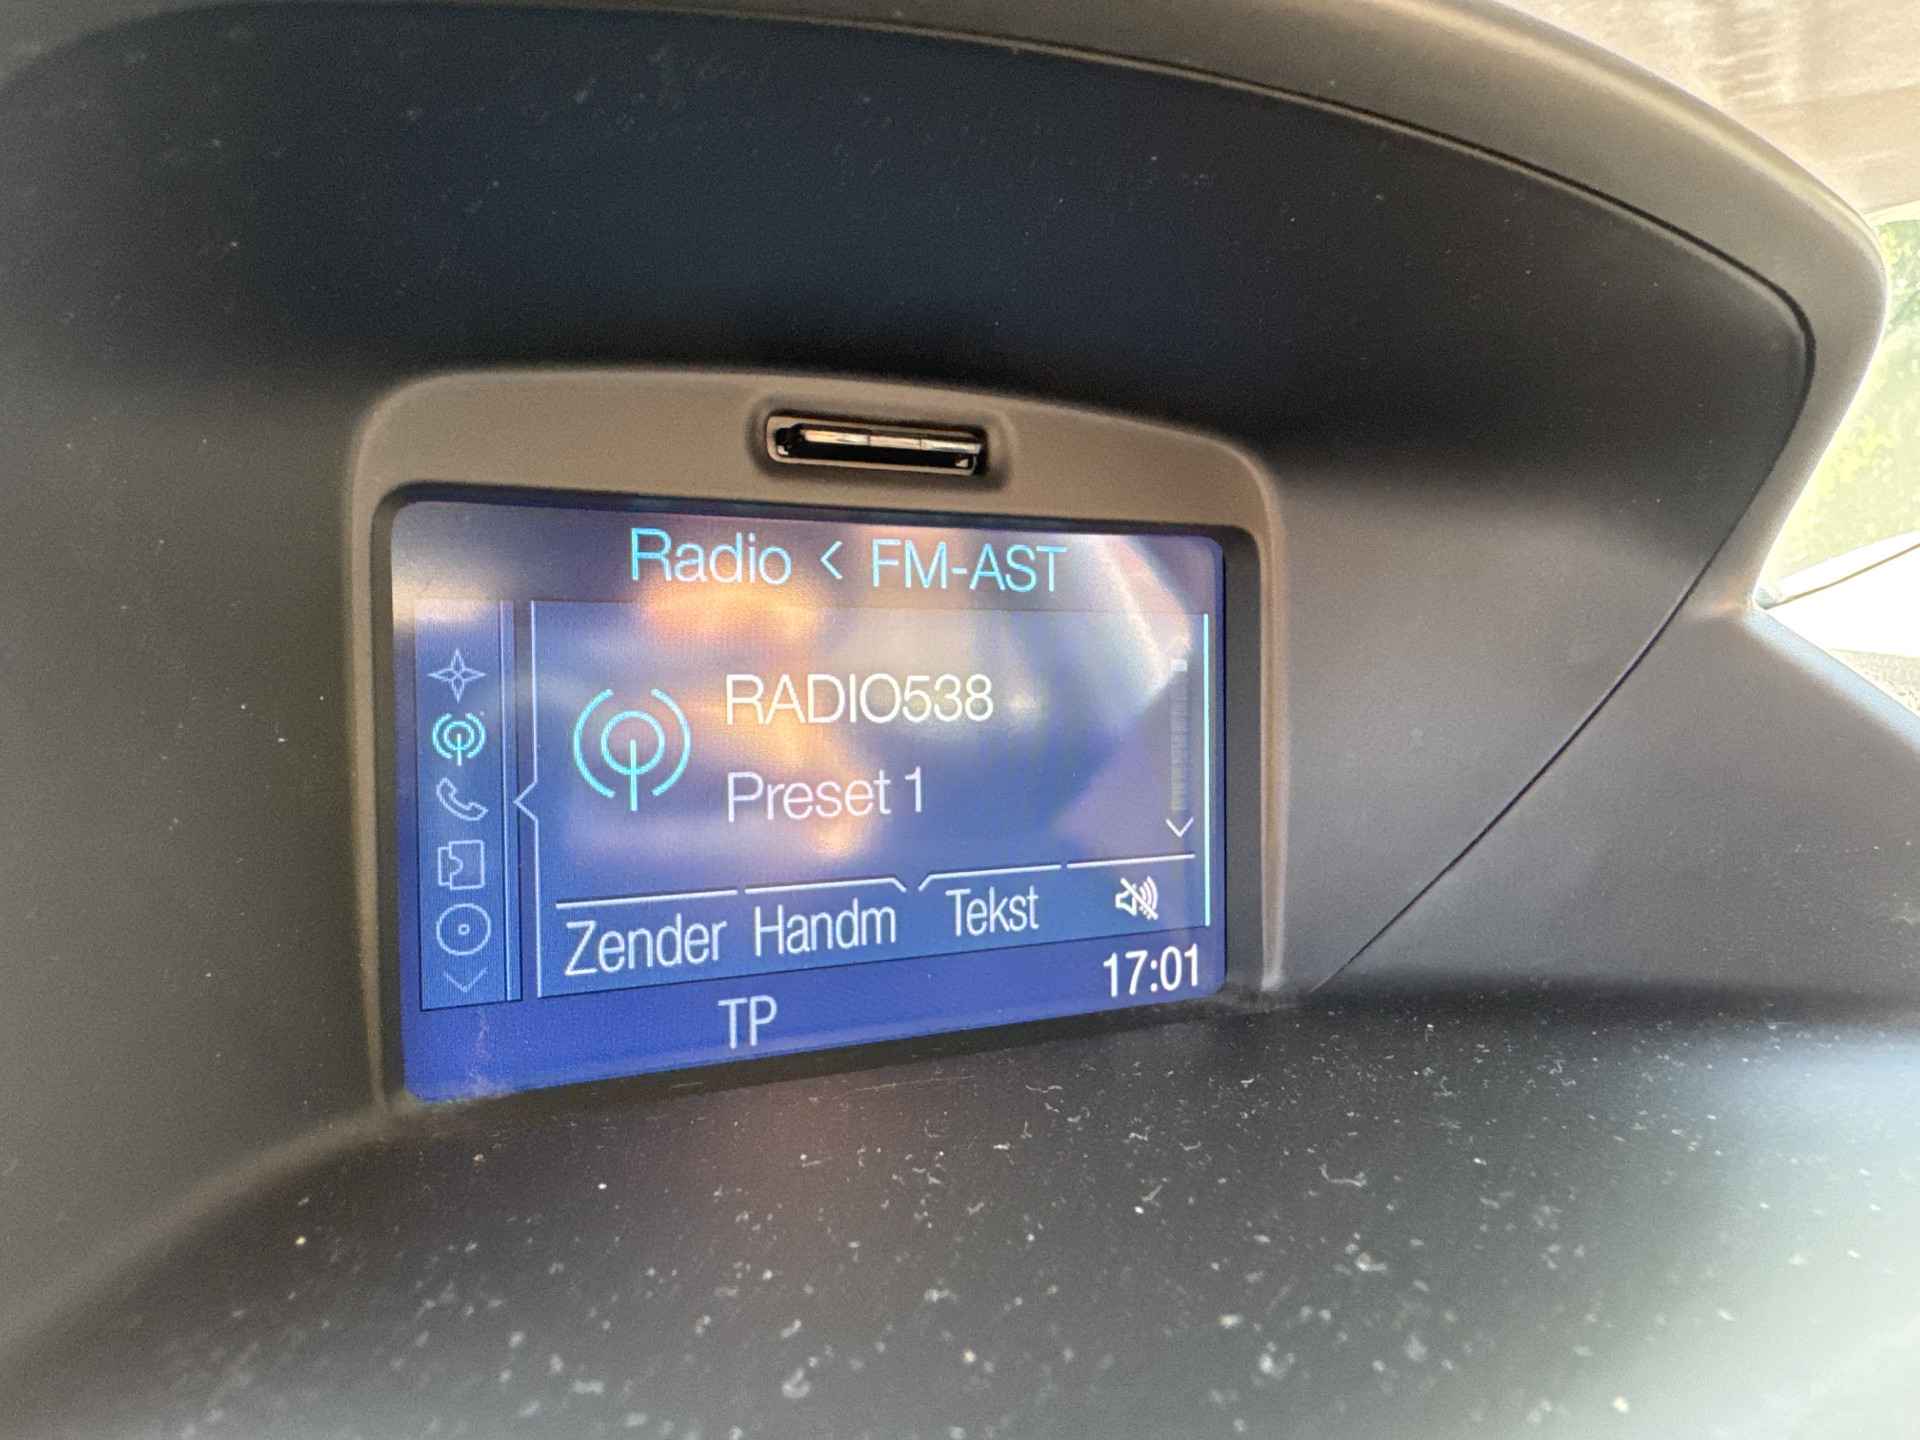 Radio < FM-AST
RADIO538
Preset 1
Zender Handm Tekst
17:01
TP